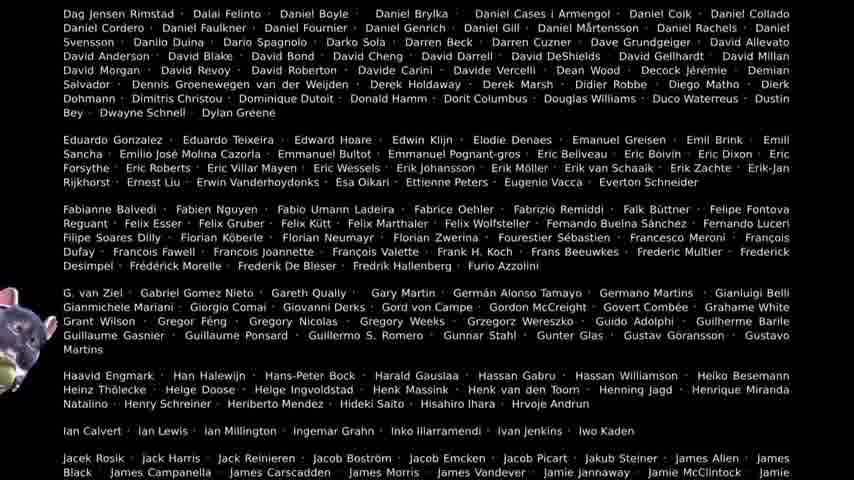 Dag Jensen Rimstad · Dalai Felinto · Daniel Boyle · Daniel Brylka · Daniel Cases i Armengol · Daniel Coik · Daniel Collado
Daniel Cordero · Daniel Faulkner · Daniel Fournier · Daniel Genrich · Daniel Gill · Daniel Mårtensson · Daniel Rachels · Daniel
Svensson · Danilo Duina · Dario Spagnolo · Darko Sola · Darren Beck · Darren Cuzner · Dave Grundgeiger · David Allevato
David Anderson · David Blake · David Bond · David Cheng · David Darrell · David DeShields · David Gellhardt · David Millan
David Morgan · David Revoy · David Roberton · Davide Carini · Davide Vercelli · Dean Wood · Decock Jérémie · Demian
Salvador · Dennis Groenewegen van der Weijden · Derek Holdaway · Derek Marsh · Didier Robbe · Diego Matho · Dierk
Dohmann · Dimitris Christou · Dominique Dutoit · Donald Hamm · Dorit Columbus · Douglas Williams · Duco Waterreus · Dustin
Bey · Dwayne Schnell · Dylan Greene
Eduardo Gonzalez · Eduardo Teixeira · Edward Hoare · Edwin Klijn · Elodie Denaes · Emanuel Greisen · Emil Brink · Emill
Sancha · Emilio José Molina Cazorla · Emmanuel Bultot · Emmanuel Pognant-gros · Eric Beliveau · Eric Boivin · Eric Dixon · Eric
Forsythe · Eric Roberts · Eric Villar Mayen · Eric Wessels · Erik Johansson · Erik Möller · Erik van Schaaik · Erik Zachte · Erik-Jan
Rijkhorst · Ernest Liu · Erwin Vanderhoydonks · Esa Oikari · Ettienne Peters · Eugenio Vacca · Everton Schneider
Fabianne Balvedi · Fabien Nguyen · Fabio Umann Ladeira · Fabrice Oehler · Fabrizio Remiddi · Falk Büttner · Felipe Fontova
Reguant · Felix Esser · Felix Gruber · Felix Kütt · Felix Marthaler · Felix Wolfsteller · Fernando Buelna Sánchez · Fernando Luceri
Filipe Soares Dilly · Florian Köberle · Florian Neumayr · Florian Zwerina · Fourestier Sébastien · Francesco Meroni · François
Dufay · Francois Fawell · Francois Joannette · François Valette · Frank H. Koch · Frans Beeuwkes · Frederic Multier · Frederick
Desimpel · Frédérick Morelle · Frederik De Bleser · Fredrik Hallenberg · Furio Azzolini
G. van Ziel · Gabriel Gomez Nieto · Gareth Qually · Gary Martin · Germán Alonso Tamayo · Germano Martins · Gianluigi Belli
Gianmichele Mariani · Giorgio Comai · Giovanni Derks · Gord von Campe · Gordon McCreight · Govert Combée · Grahame White
Grant Wilson · Gregor Féng · Gregory Nicolas · Gregory Weeks · Grzegorz Wereszko · Guido Adolphi · Guilherme Barile
Guillaume Gasnier · Guillaume Ponsard · Guillermo S. Romero · Gunnar Stahl · Gunter Glas · Gustav Göransson · Gustavo
Martins
Haavid Engmark · Han Halewijn · Hans-Peter Bock · Harald Gauslaa · Hassan Gabru · Hassan Williamson · Heiko Besemann
Heinz Thölecke · Helge Doose · Helge Ingvoldstad · Henk Massink · Henk van den Toorn · Henning Jagd · Henrique Miranda
Natalino · Henry Schreiner · Heriberto Mendez · Hideki Saito · Hisahiro Ihara · Hrvoje Andrun
Ian Calvert · Ian Lewis · Ian Millington · Ingemar Grahn · Inko Illarramendi · Ivan Jenkins · Iwo Kaden
Jacek Rosik · Jack Harris · Jack Reinieren · Jacob Boström · Jacob Emcken · Jacob Picart · Jakub Steiner · James Allen · James
Black · James Campanella · James Carscadden · James Morris · James Vandever · Jamie Jannaway · Jamie McClintock · Jamie